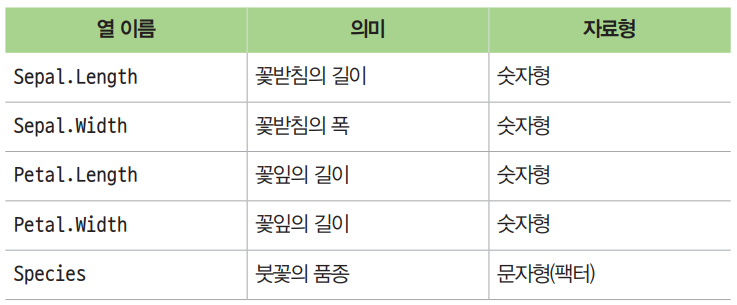 열 이름 의미 자료형
Sepal.Length 꽃받침의 길이 숫자형
Sepal.Width 꽃받침의 폭 숫자형
Petal.Length 꽃잎의 길이 숫자형
Petal.Width 꽃잎의 길이 숫자형
Species 붓꽃의 품종 문자형(팩터)